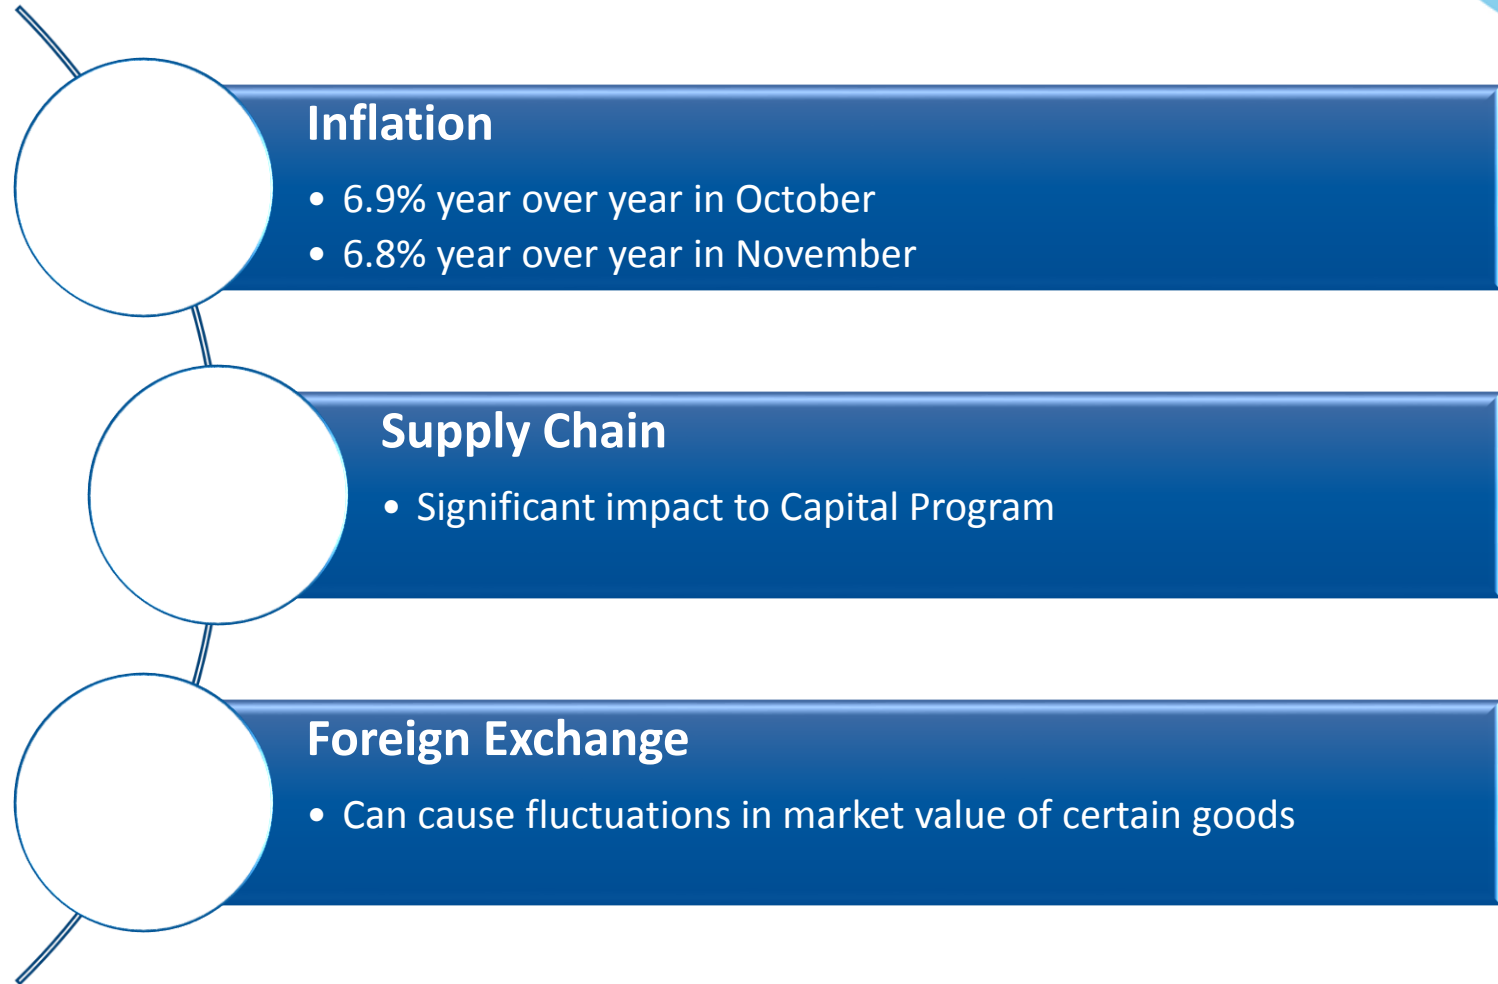 Inflation
• 6.9% year over year in October
• 6.8% year over year in November
Supply Chain
• Significant impact to Capital Program
Foreign Exchange
• Can cause fluctuations in market value of certain goods